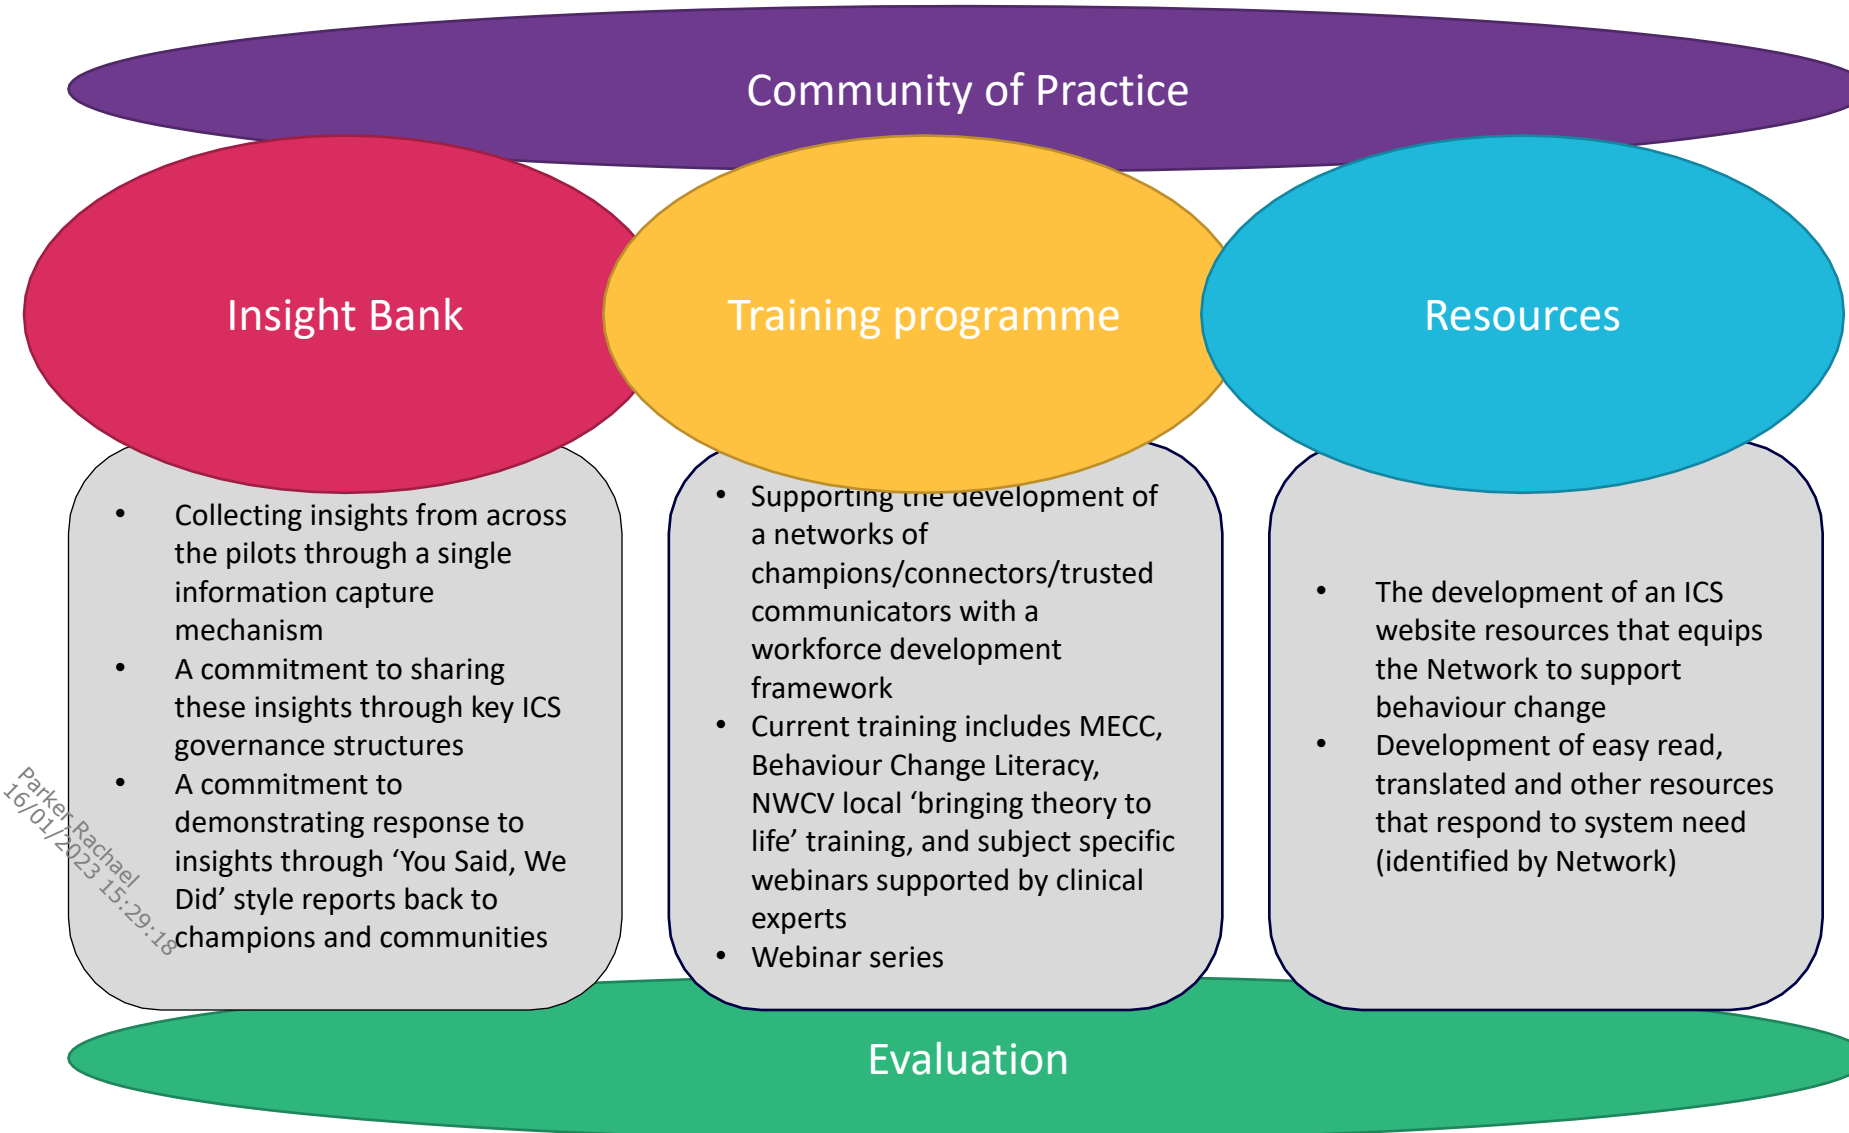 Community of Practice
Insight Bank
Training programme
Resources
• Collecting insights from across
the pilots through a single
information capture
mechanism
• A commitment to sharing
these insights through key ICS
governance structures
• A commitment to
demonstrating response to
insights through ‘You Said, We
Did’ style reports back to
champions and communities
• Supporting the development of
a networks of
champions/connectors/trusted
communicators with a
workforce development
framework
• Current training includes MECC,
Behaviour Change Literacy,
NWCV local ‘bringing theory to
life’ training, and subject specific
webinars supported by clinical
experts
• Webinar series
• The development of an ICS
website resources that equips
the Network to support
behaviour change
• Development of easy read,
translated and other resources
that respond to system need
(identified by Network)
Parker Rachael
16/01/2023 15:29:18
Evaluation